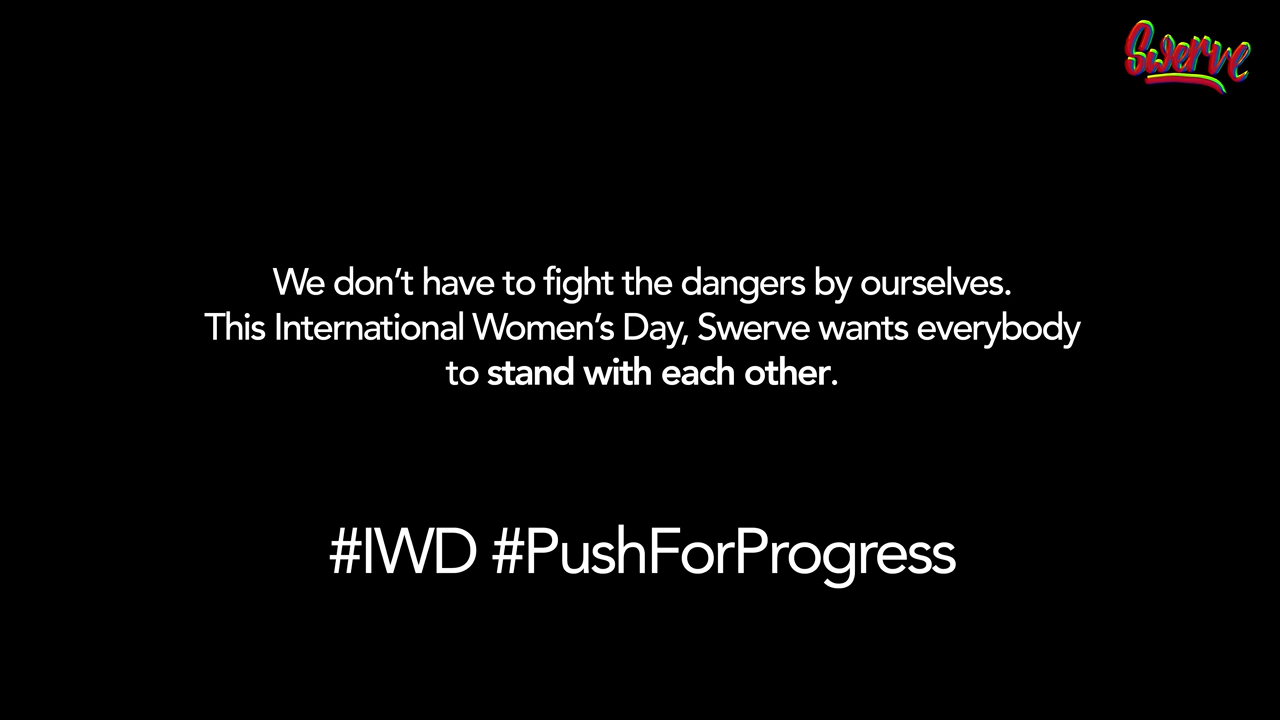 Swerve
We don’t have to fight the dangers by ourselves.
This International Women’s Day, Swerve wants everybody
to stand with each other.
#IWD #PushForProgress